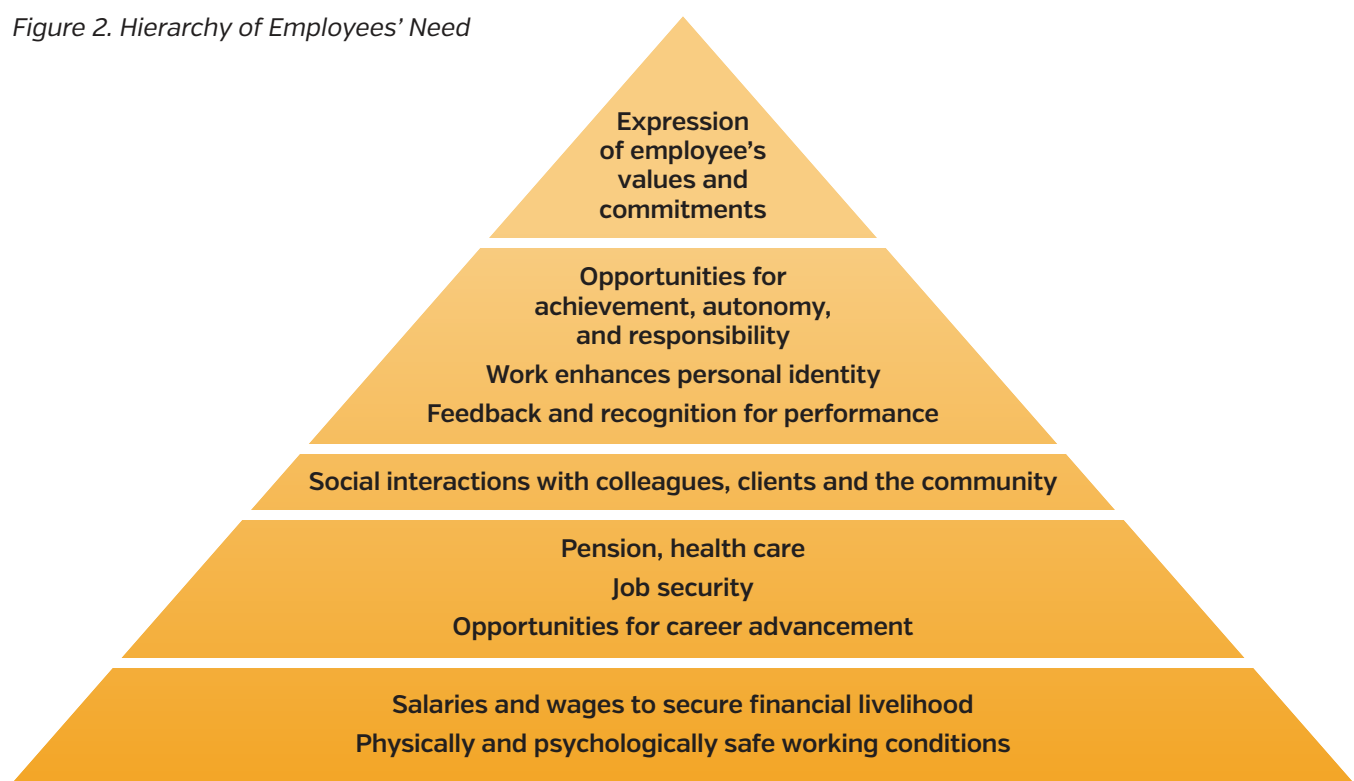 Figure 2. Hierarchy of Employees’ Need
Expression
of employee’s
values and
commitments
Opportunities for
achievement, autonomy,
and responsibility
Work enhances personal identity
Feedback and recognition for performance
Social interactions with colleagues, clients and the community
Pension, health care
Job security
Opportunities for career advancement
Salaries and wages to secure financial livelihood
Physically and psychologically safe working conditions